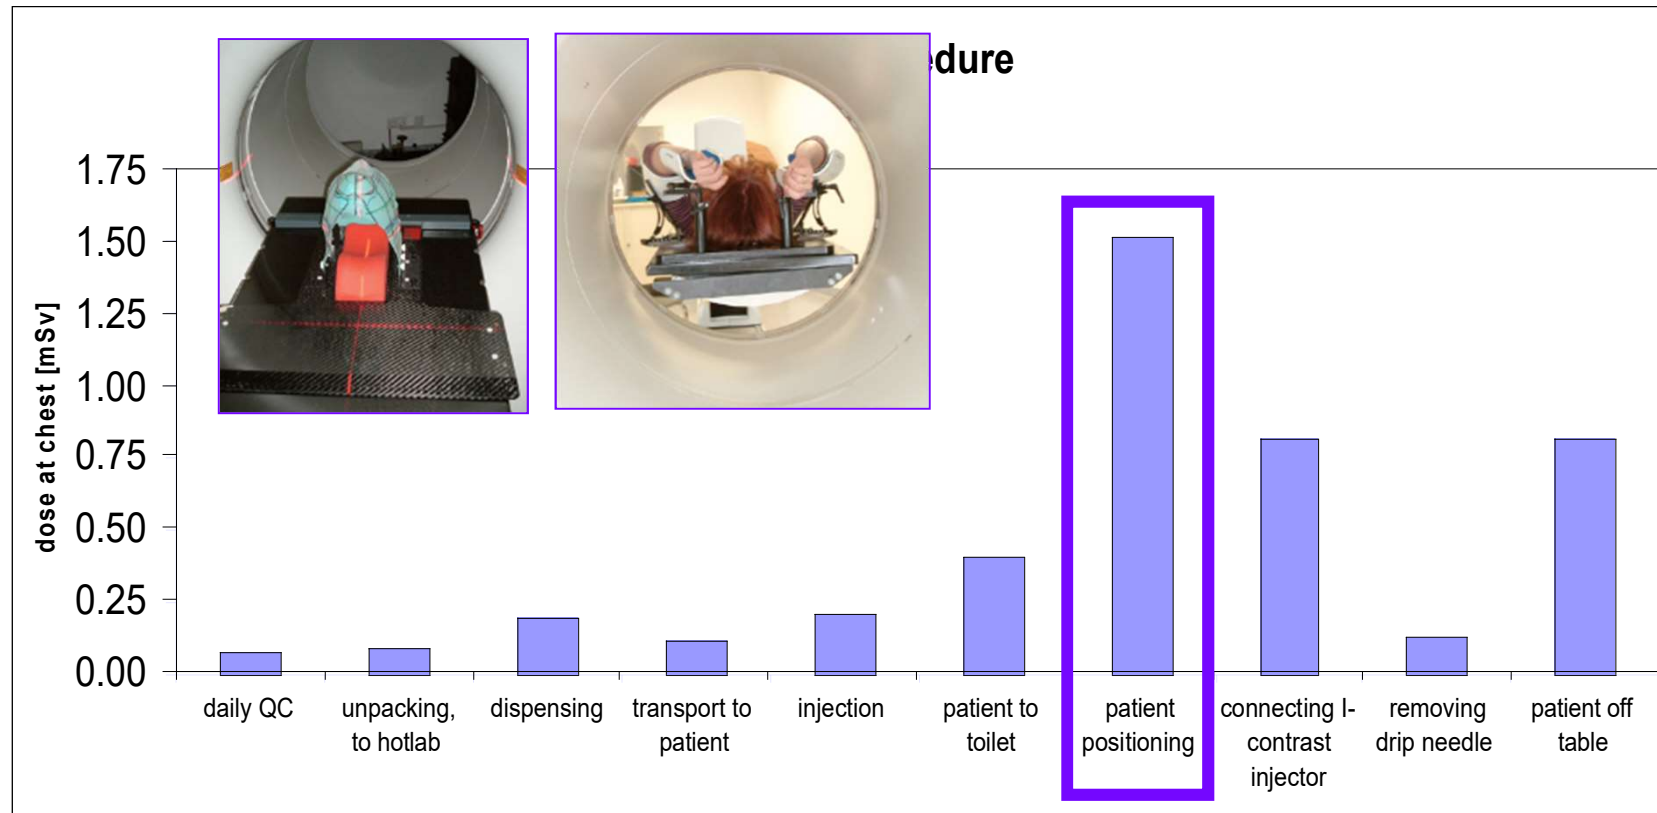 edure
dose at chest [mSv]
1.75
1.50
1.25
1.00
0.75
0.50
0.25
0.00
daily QC
unpacking,
to hotlab
dispensing
transport to
patient
injection
patient to
toilet
patient
positioning
connecting I-
contrast
injector
removing
drip needle
patient off
table